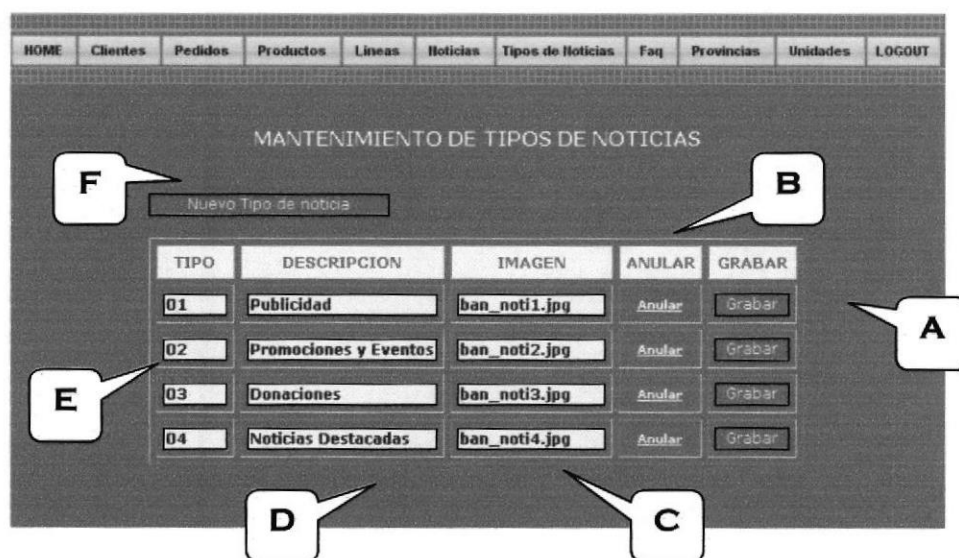 HOME Clientes Pedidos Productos Lineas Noticias Tipos de Noticias Faq Provincias Unidades LOGOUT
MANTENIMIENTO DE TIPOS DE NOTICIAS
F
B
Nuevo Tipo de noticia
TIPO DESCRIPCION IMAGEN ANULAR GRABAR
01 Publicidad ban_noti1.jpg Anular Grabar
A
02 Promociones y Eventos ban_noti2.jpg Anular Grabar
E
03 Donaciones ban_noti3.jpg Anular Grabar
04 Noticias Destacadas ban_noti4.jpg Anular Grabar
D
C